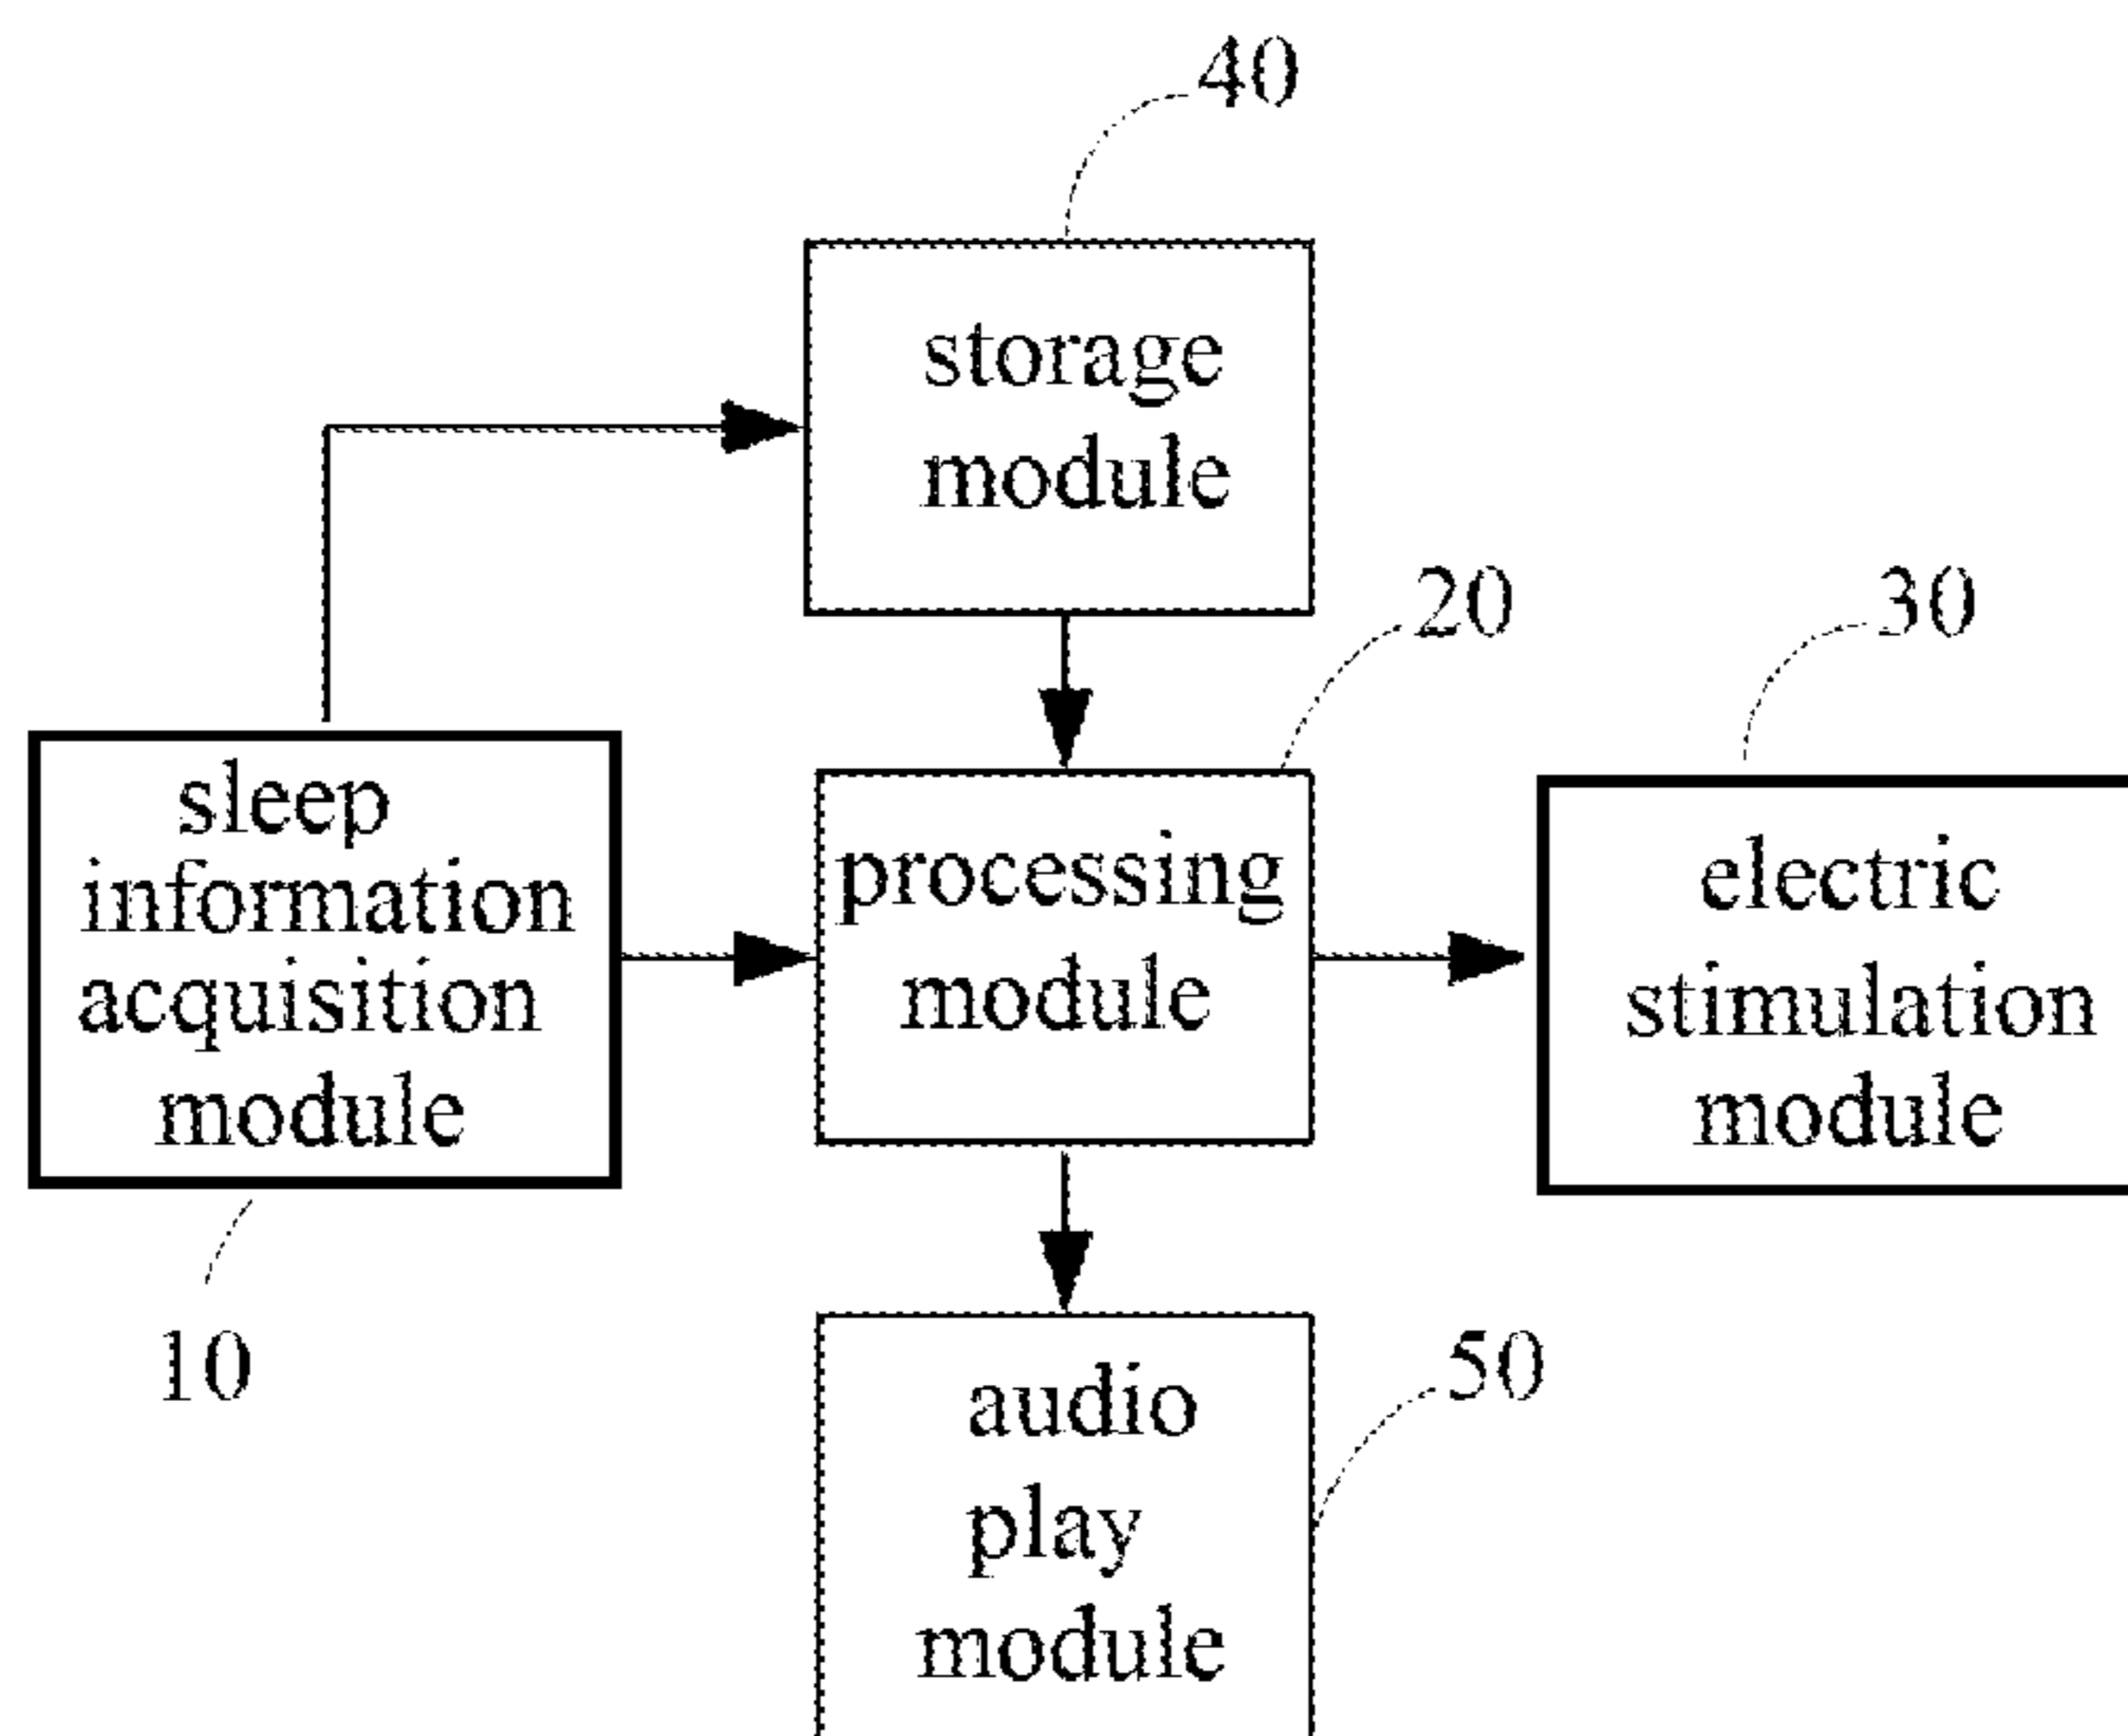 40
storage
module
20
30
sleep
information
acquisition
module
processing
module
electric
stimulation
module
10
50
audio
play
module